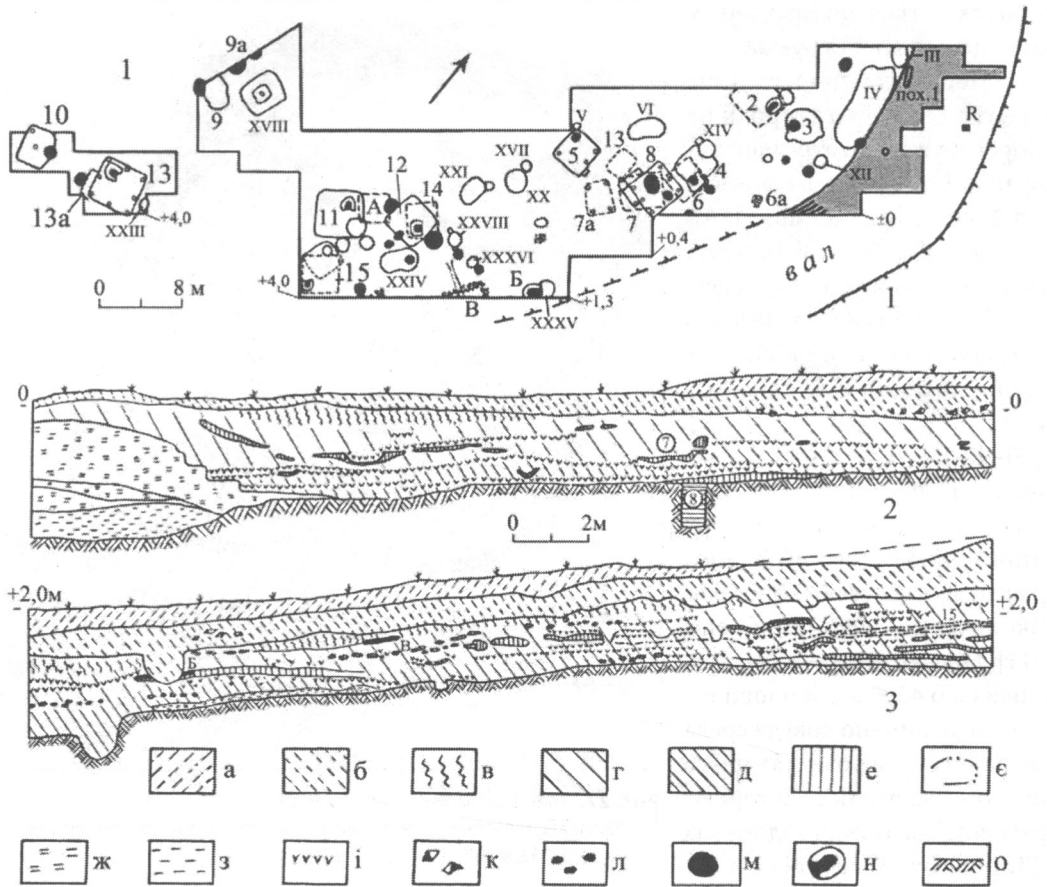 1
9а
9
XVIII
10
13
13а
XXIII
+4,0
0 8 м
12
11
А
14
15
XXIV
+4,0
XXI
XVII
XX
XXVIII
XXXVI
В
Б
XXXV
+1,3
V
5
VI
13
8
7а
7
6
4
XIV
2
3
IV
III
пох.1
XII
6а
±0
+0,4
вал
R
1
0
0
7
8
0 2м
2
+2,0м
+2,0
Б
В
15
3
а б в г д е є
ж з і к л м н о